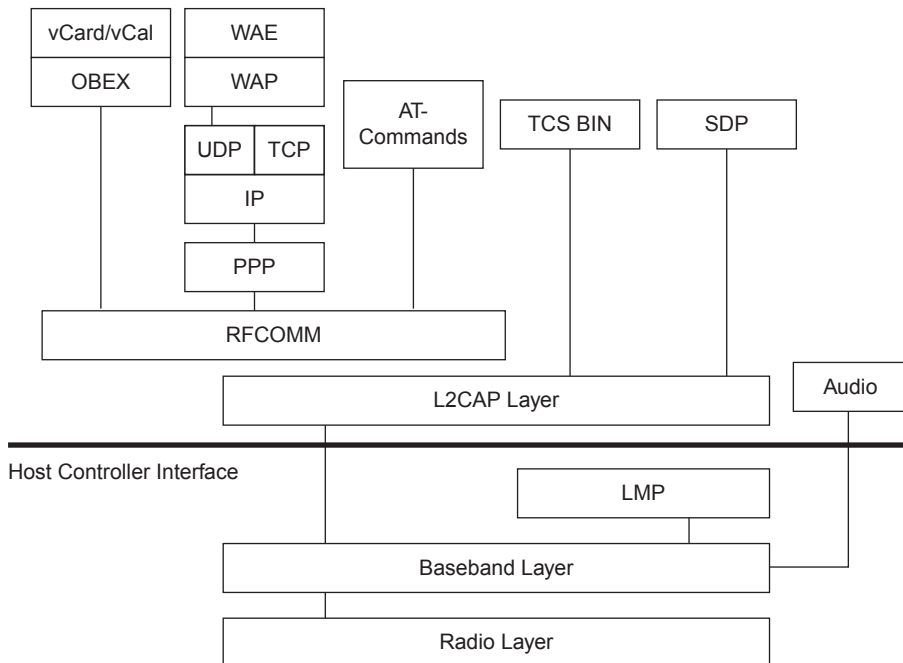 vCard/vCal
OBEX
WAE
WAP
UDP
TCP
IP
PPP
AT-
Commands
TCS BIN
SDP
RFCOMM
L2CAP Layer
Audio
Host Controller Interface
LMP
Baseband Layer
Radio Layer